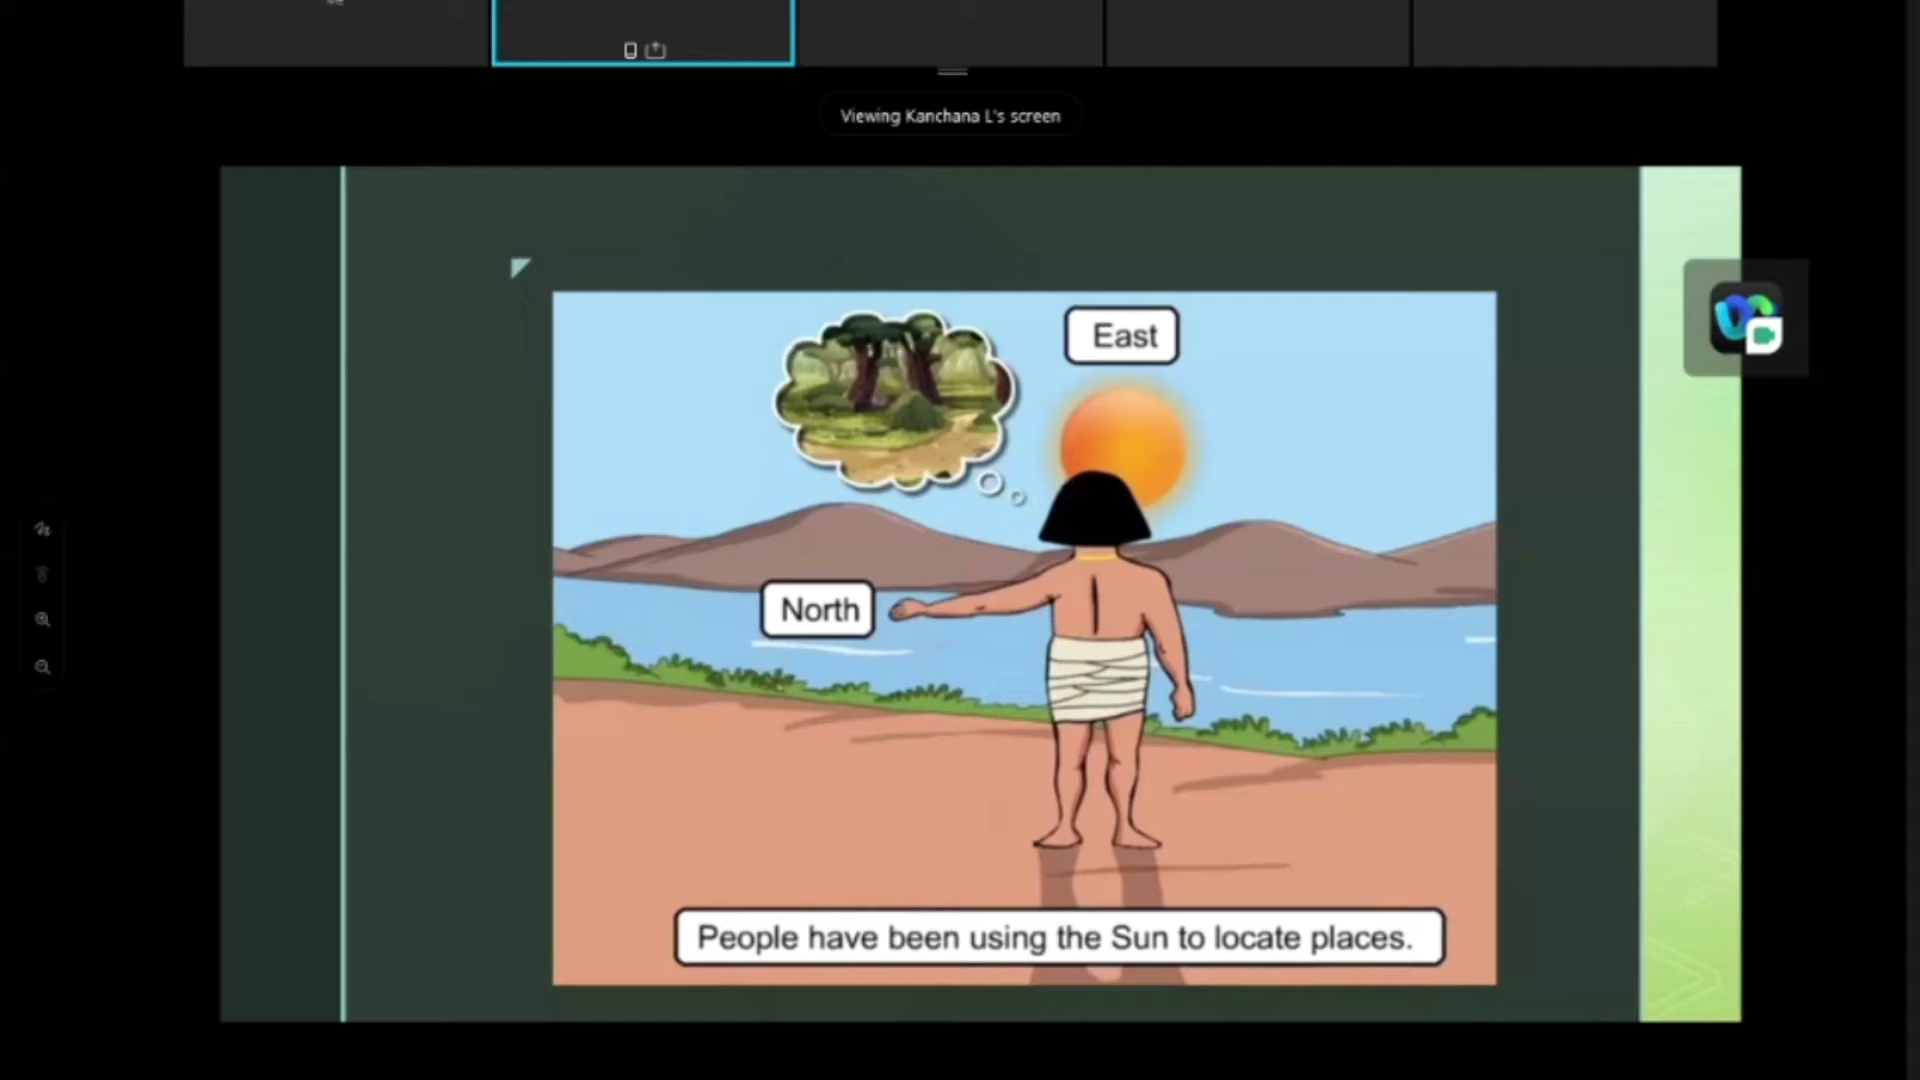 Viewing Kanchana L's screen
East
North
People have been using the Sun to locate places.